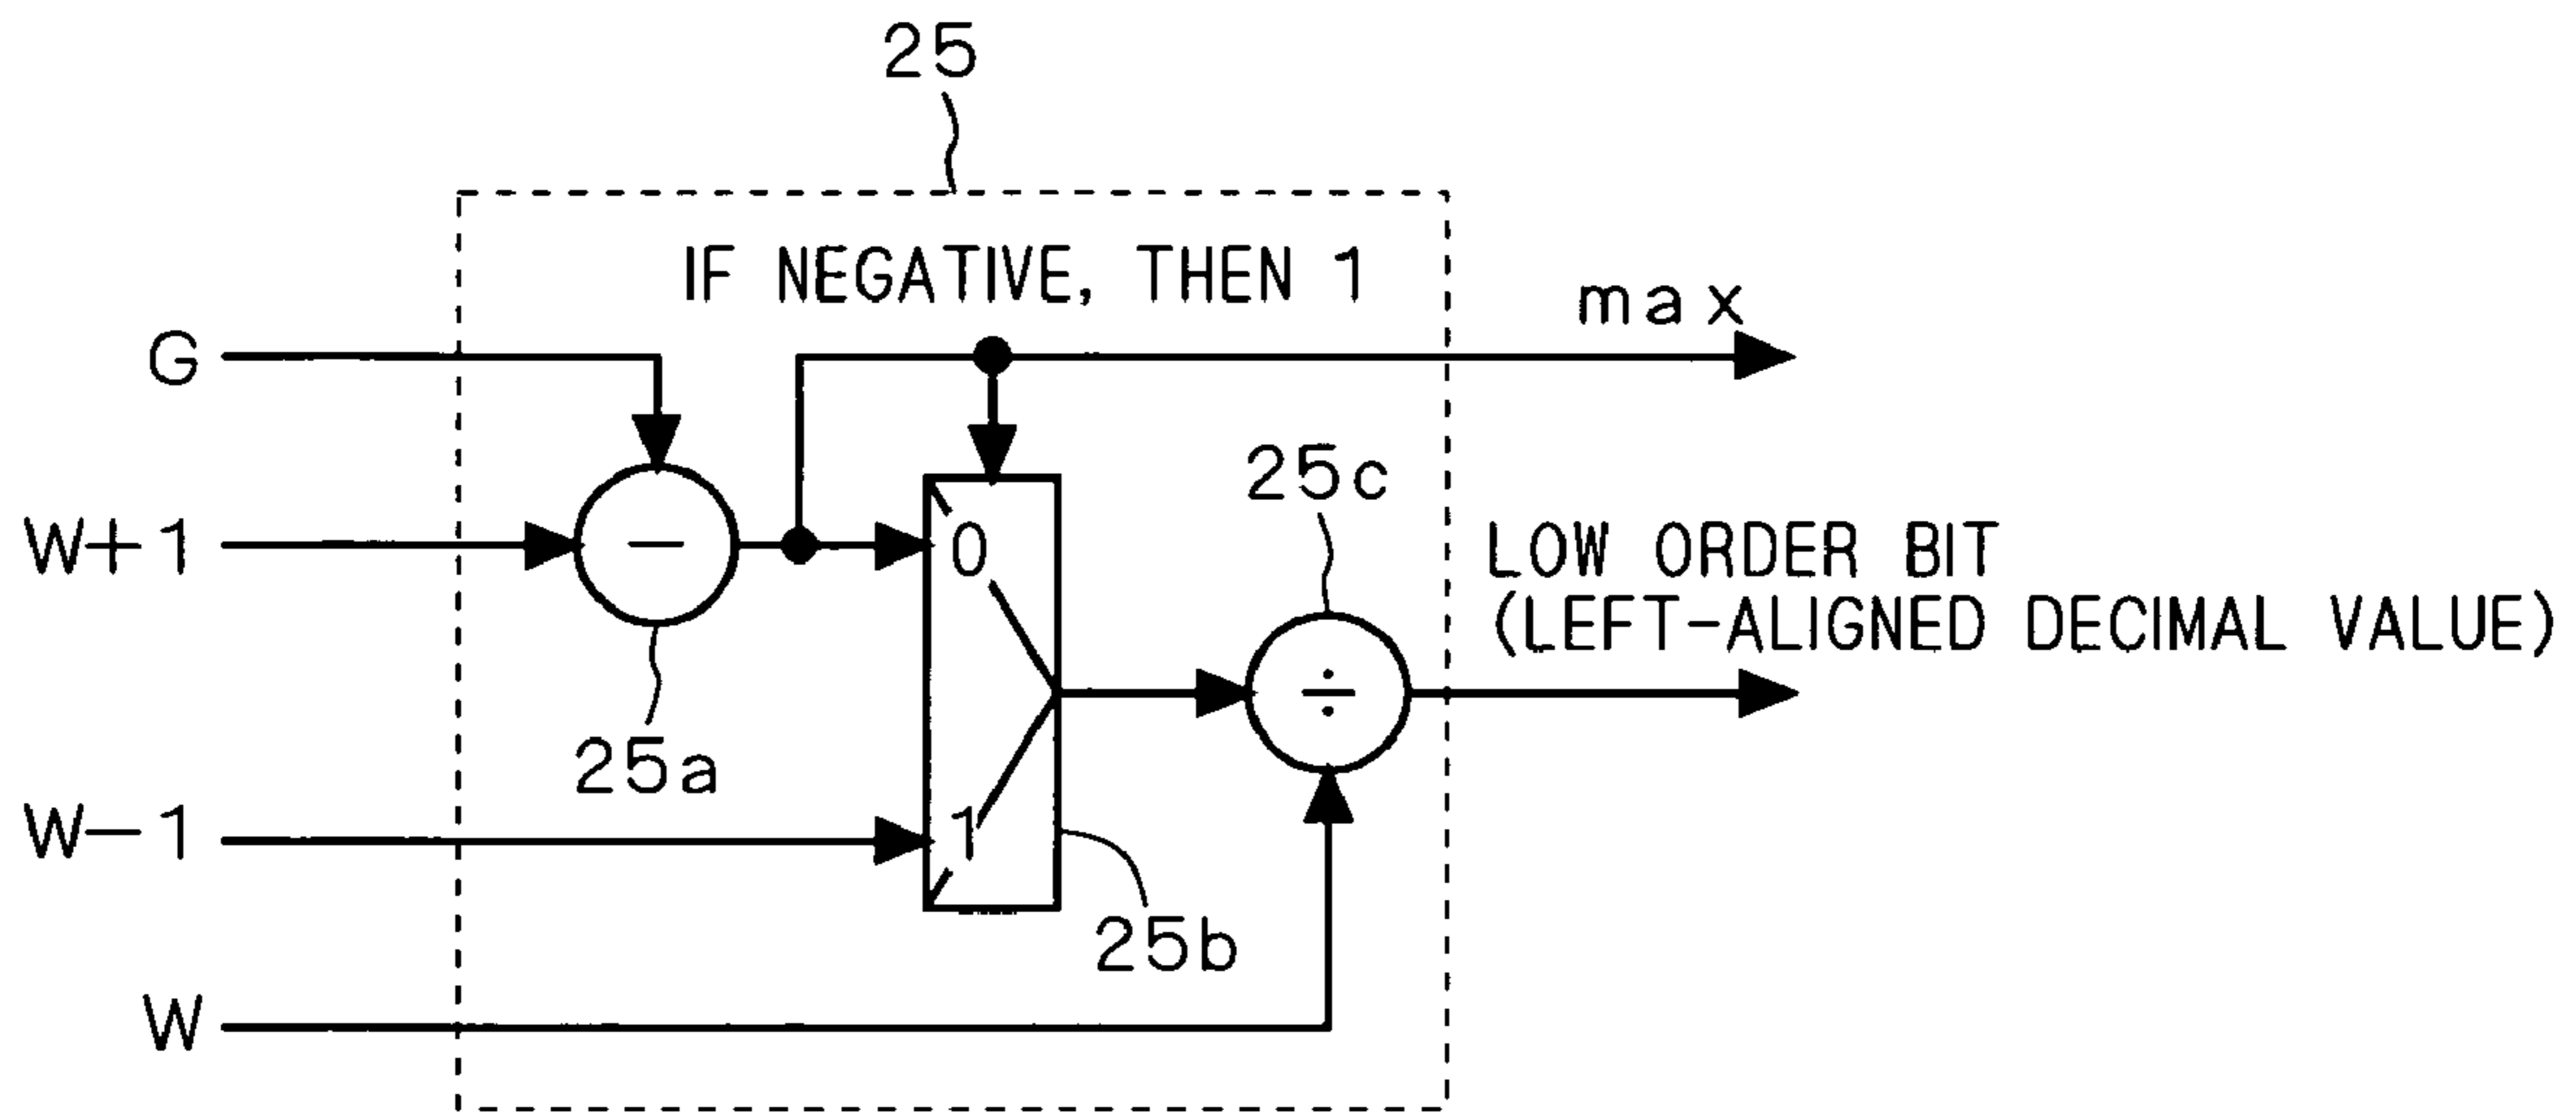 25
IF NEGATIVE, THEN 1
max
G
25c
W+1
−
0
LOW ORDER BIT
(LEFT-ALIGNED DECIMAL VALUE)
÷
25a
W−1
1
25b
W